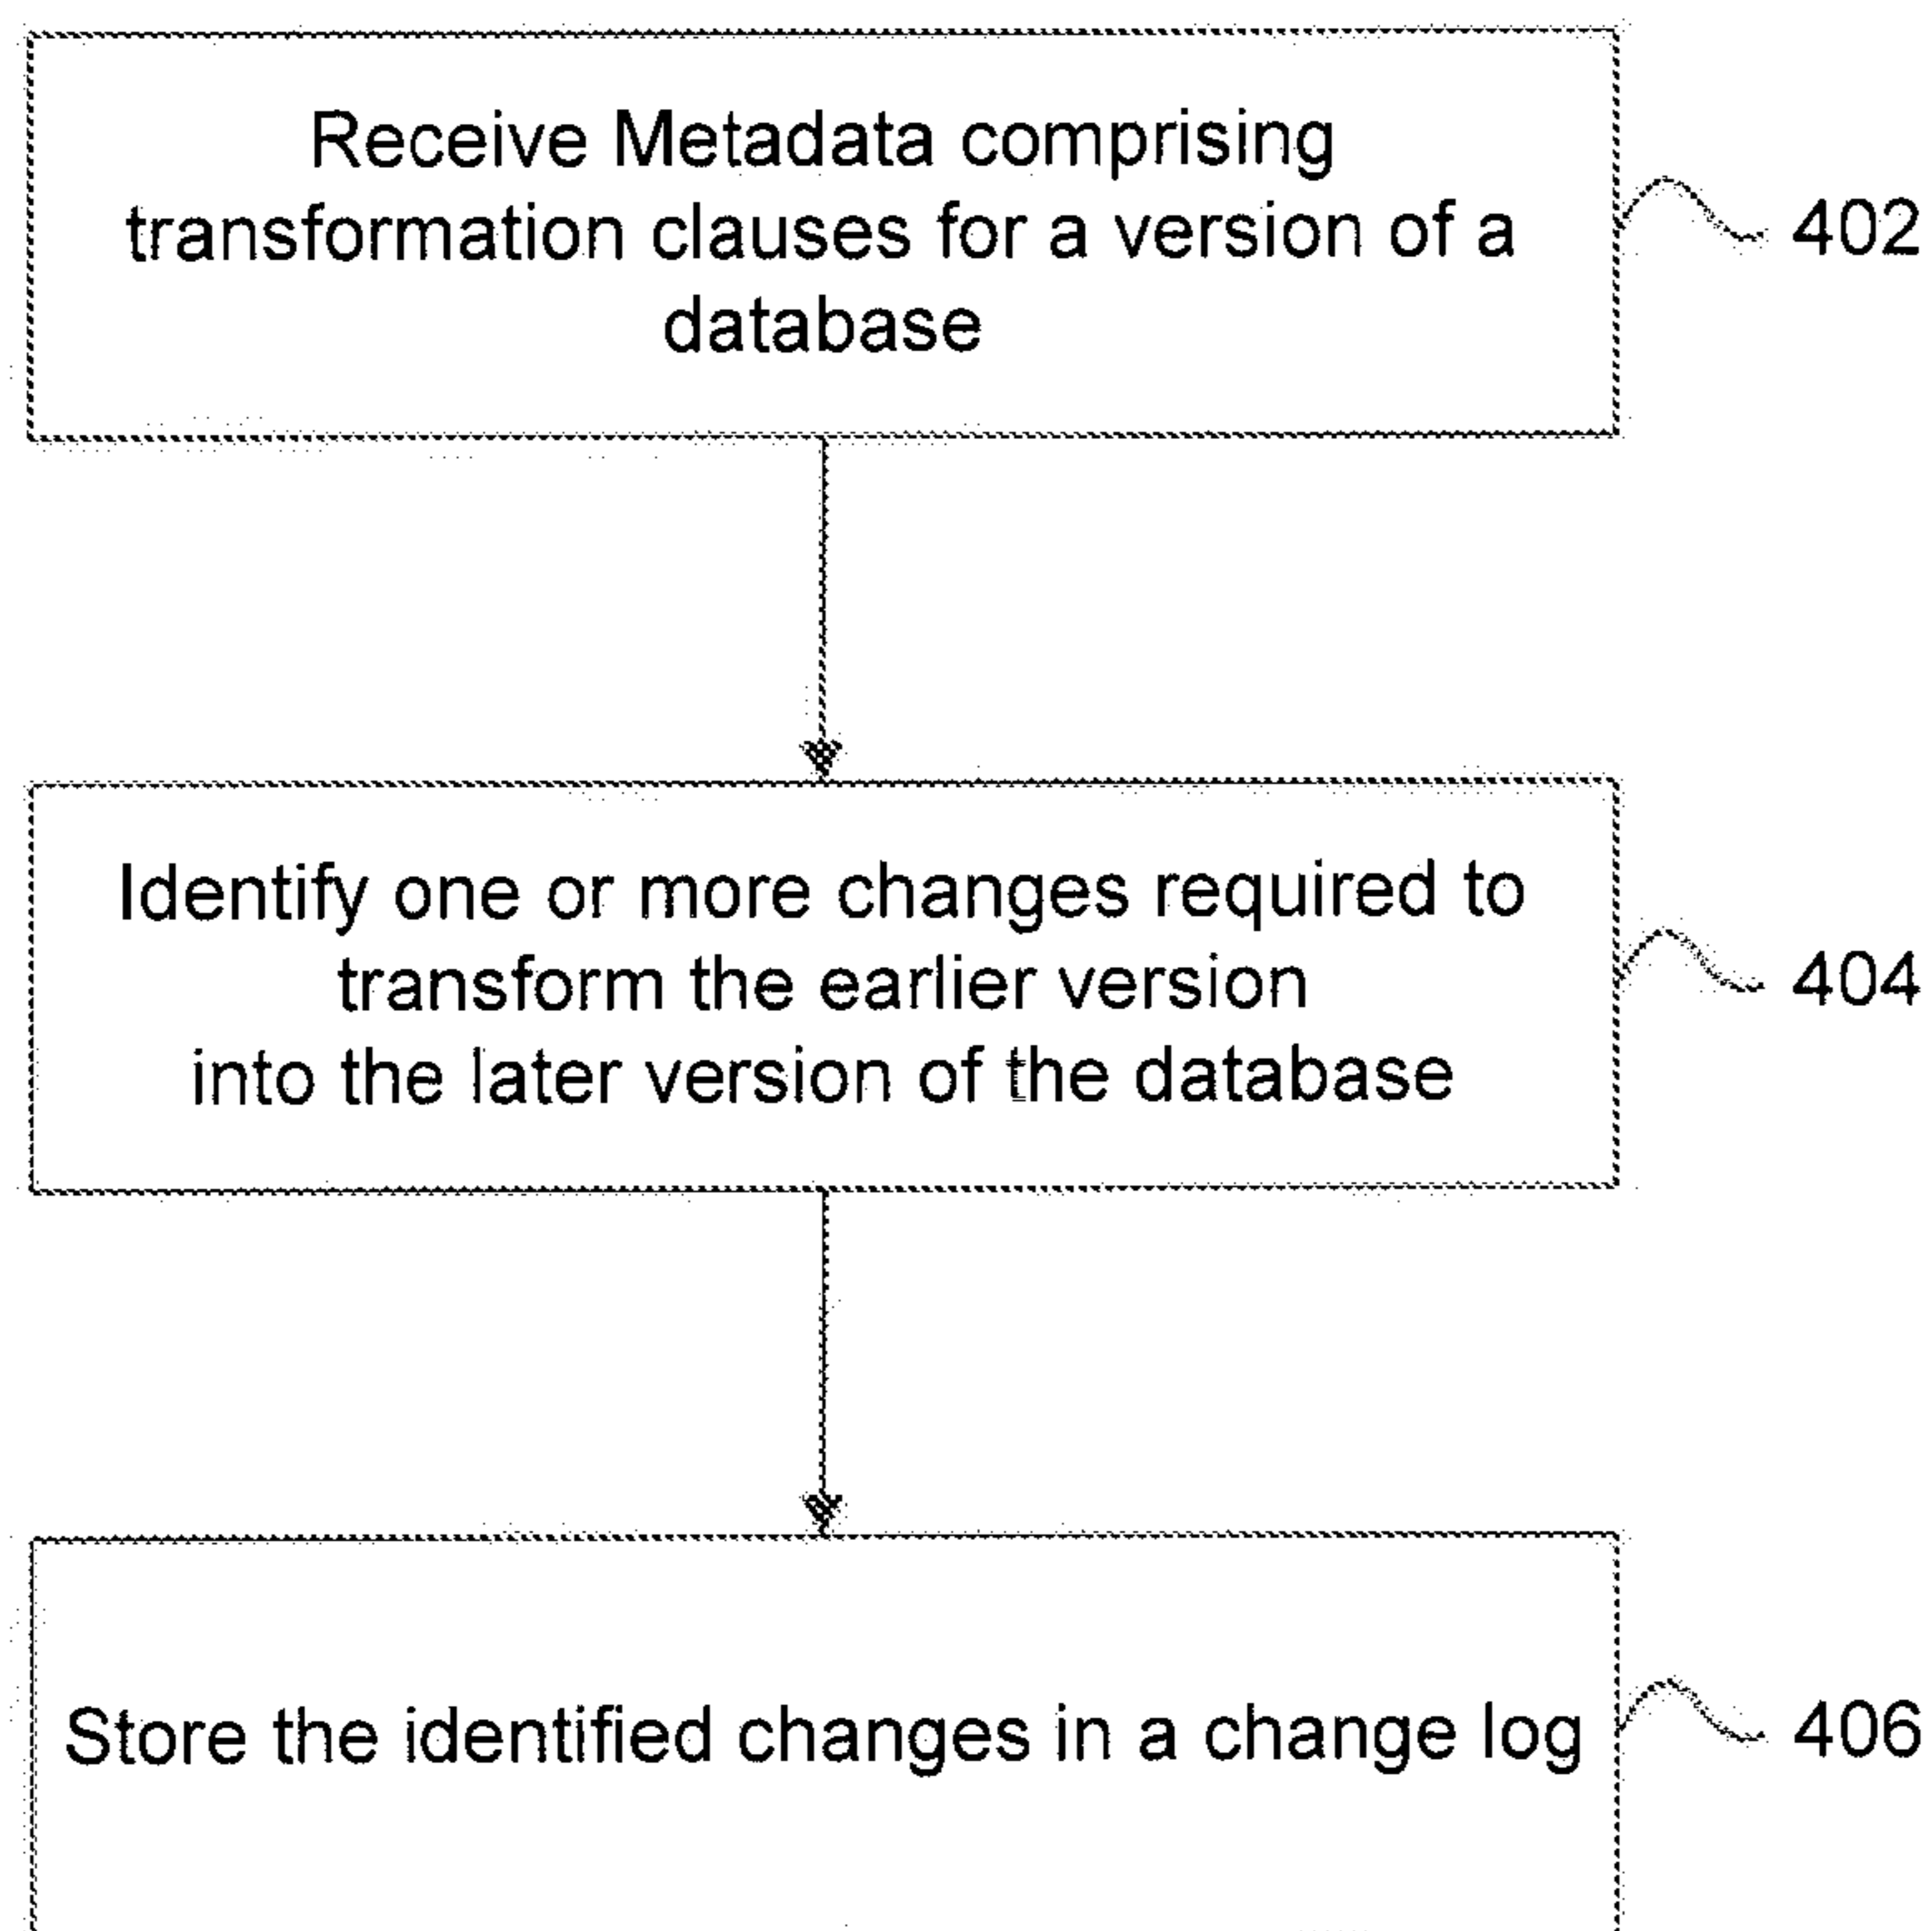 Receive Metadata comprising
transformation clauses for a version of a
database
402
Identify one or more changes required to
transform the earlier version
into the later version of the database
404
Store the identified changes in a change log
406